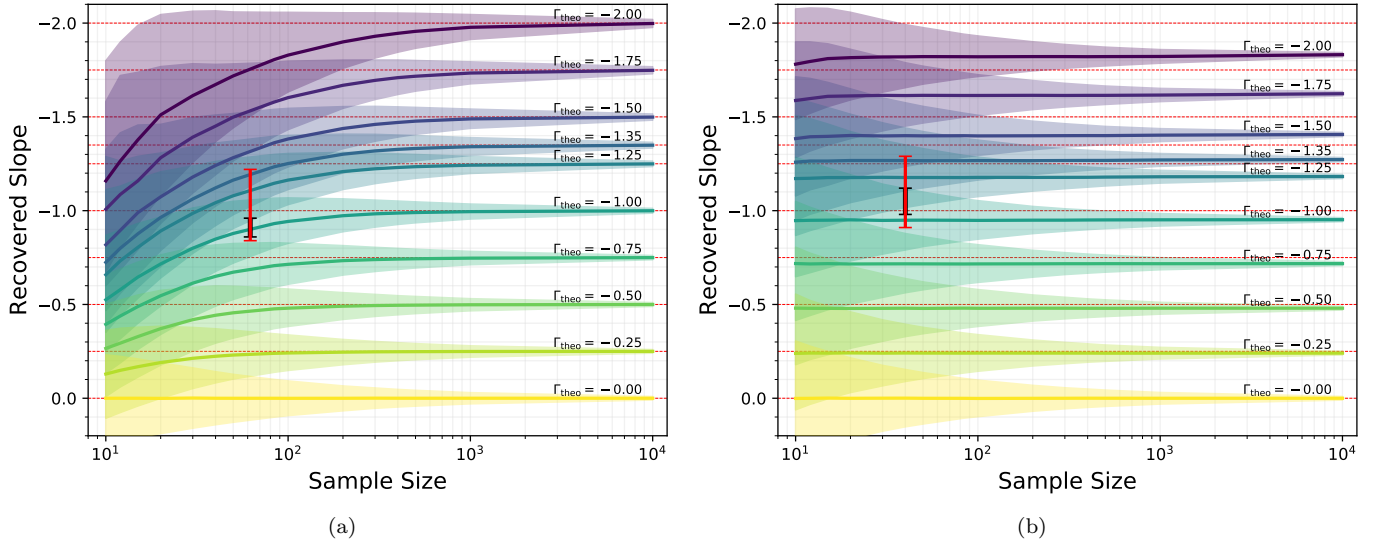 Recovered Slope
−2.0
−1.5
−1.0
−0.5
0.0
Γtheo = −2.00
Γtheo = −1.75
Γtheo = −1.50
Γtheo = −1.35
Γtheo = −1.25
Γtheo = −1.00
Γtheo = −0.75
Γtheo = −0.50
Γtheo = −0.25
Γtheo = −0.00
10¹ 10² 10³ 10⁴
Sample Size
(a)
Recovered Slope
−2.0
−1.5
−1.0
−0.5
0.0
Γtheo = −2.00
Γtheo = −1.75
Γtheo = −1.50
Γtheo = −1.35
Γtheo = −1.25
Γtheo = −1.00
Γtheo = −0.75
Γtheo = −0.50
Γtheo = −0.25
Γtheo = −0.00
10¹ 10² 10³ 10⁴
Sample Size
(b)